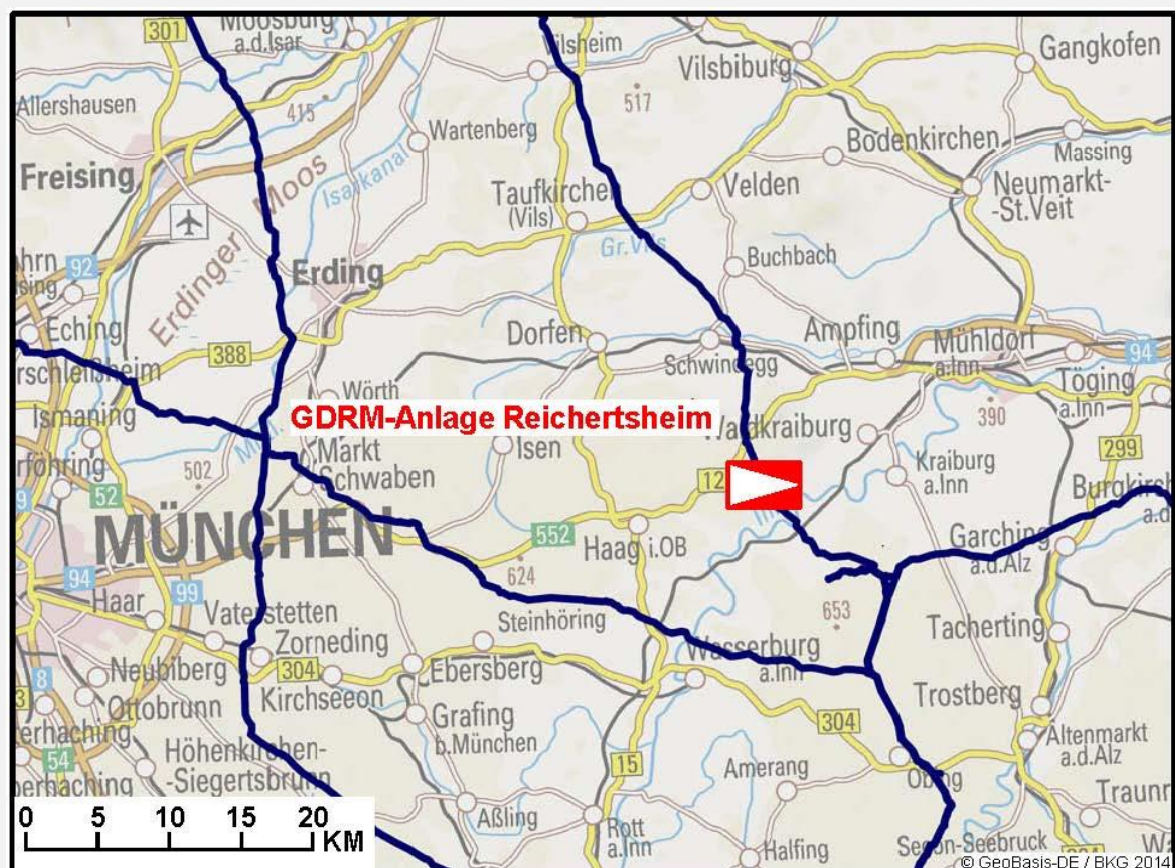 301
Moosburg
a.d.Isar
Vilsheim
Vilsbiburg
Gangkofen
Allershausen
415
517
Wartenberg
Bodenkirchen
Massing
Freising
Moos
Isarkanal
Taufkircher
(Vils)
Velden
Neumarkt-
-St.Veit
Gr.Vils
Buchbach
92
Erdinger
Erding
Eching
388
Dorfen
Ampfing
Mühldorf
a.Inn
94
Schwindegg
Töging
a.Inn
Wörth
GDRM-Anlage Reichertsheim
Ismaning
390
Isen
Markt
Schwaben
502
Kraiburg
a.Inn
299
52
12
MÜNCHEN
552
Haag i.OB
Garching
a.d.Alz
94
99
624
Haar
Vaterstetten
Steinhöring
653
Tacherting
Zorneding
Wasserburg
a.Inn
304
Ebersberg
Neubiberg
8
Kirchseeon
Trostberg
Ottobrunn
Grafing
b.München
304
Altenmarkt
a.d.Alz
54
Höhenkirchen-
-Siegertsbrunn
15
Amerang
Obing
Aßling
Rott
a.Inn
Halfing
304
0 5 10 15 20
KM
© GeoBasis-DE / BKG 2014